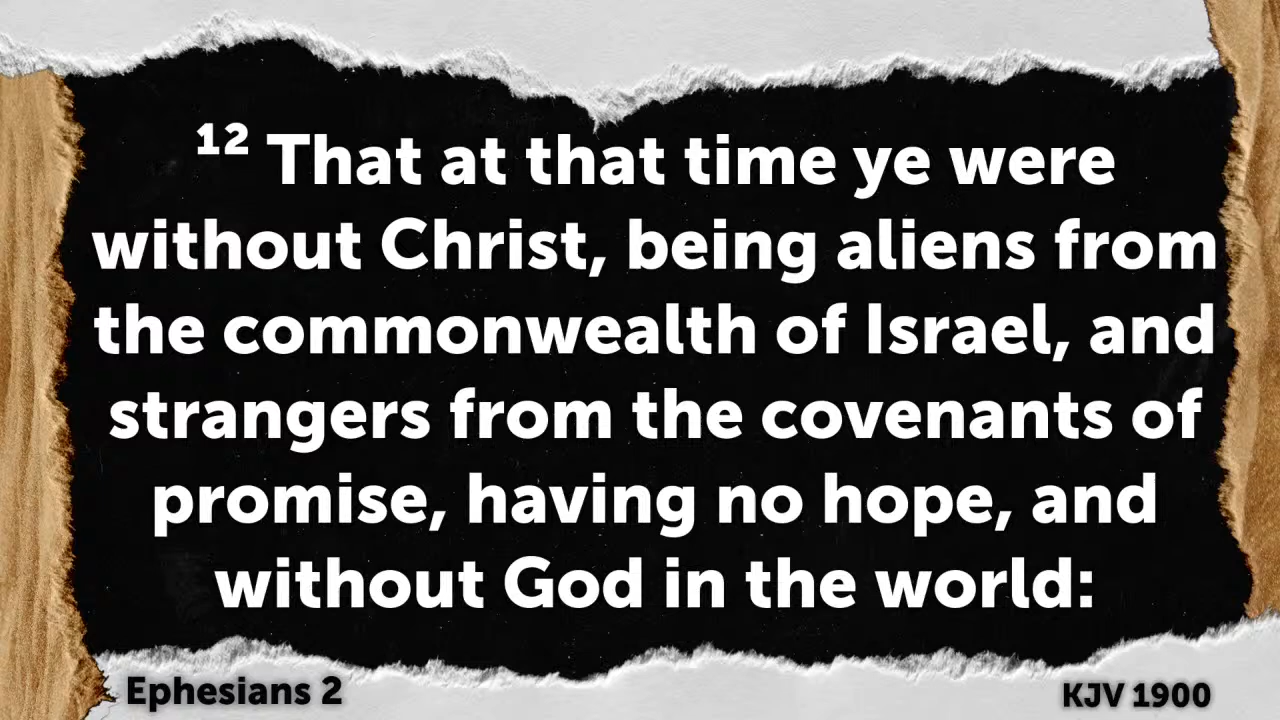 ¹² That at that time ye were
without Christ, being aliens from
the commonwealth of Israel, and
strangers from the covenants of
promise, having no hope, and
without God in the world:
Ephesians 2
KJV 1900